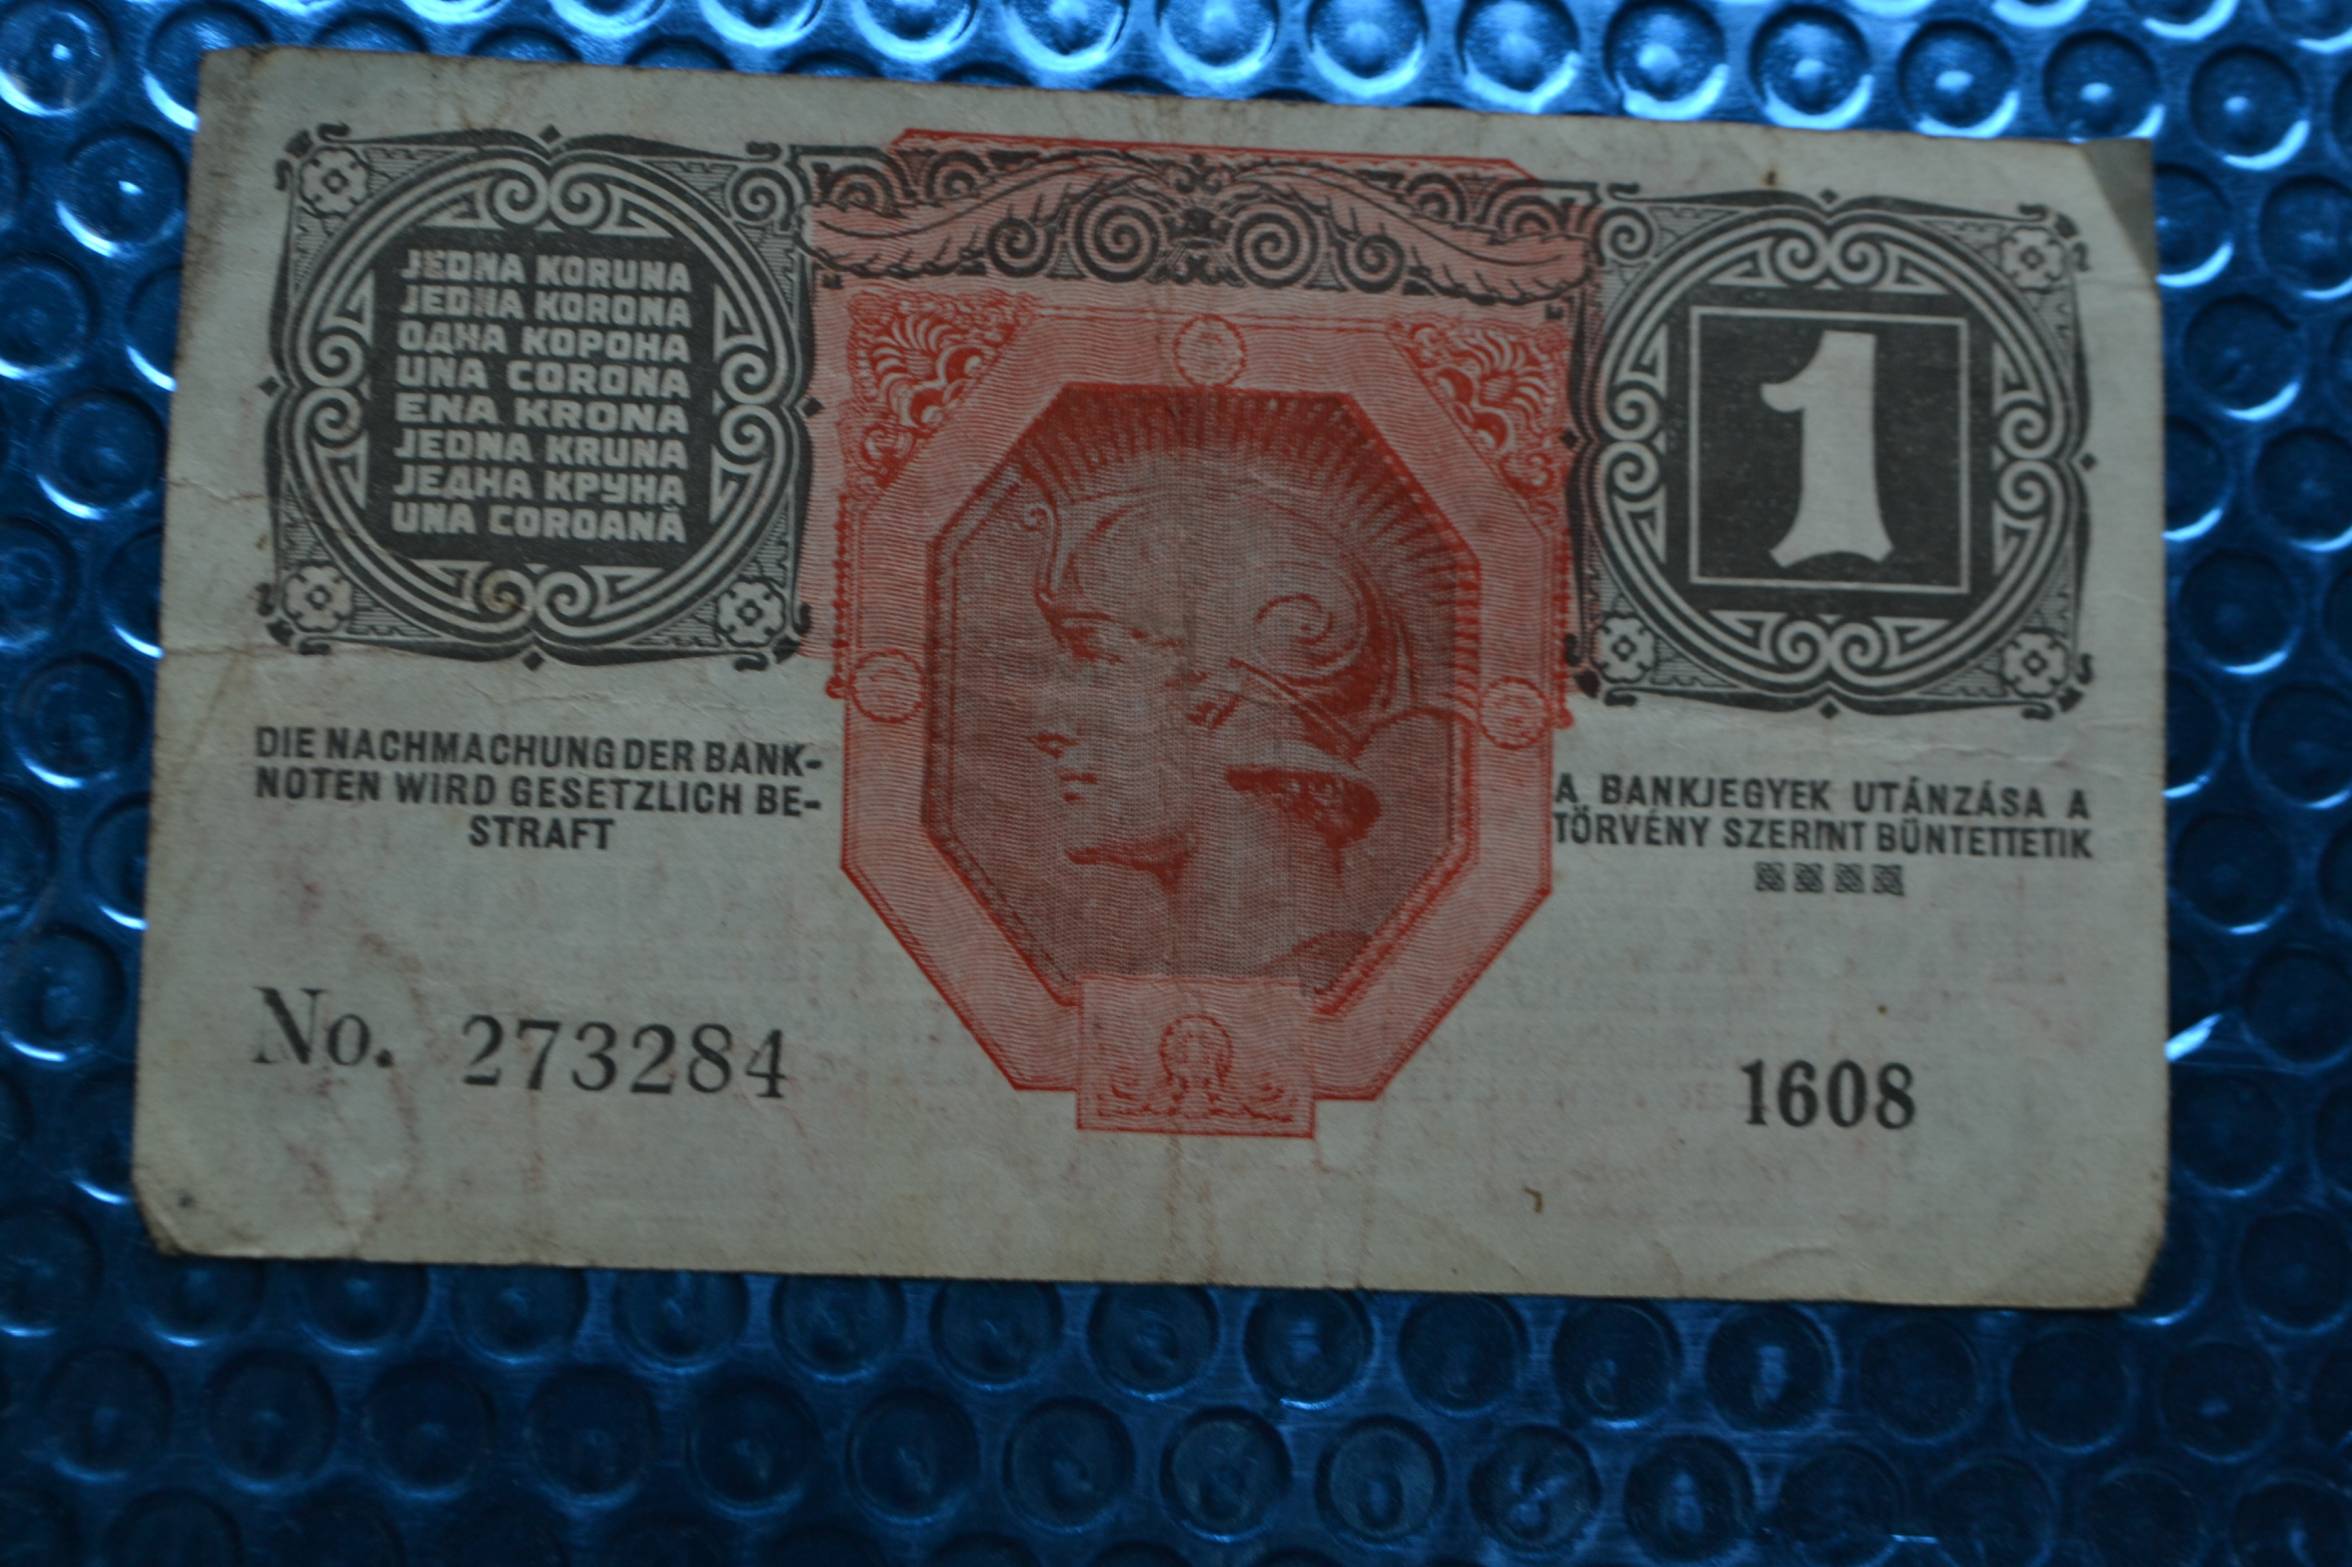 JEDNA KORUNA
JEDNA KORONA
ОДНА КОРОНА
UNA CORONA
ENA KRONA
JEDNA KRUNA
ЈЕДНА КРУНА
UNA COROANĂ
1
DIE NACHMACHUNG DER BANK-
NOTEN WIRD GESETZLICH BE-
STRAFT
A BANKJEGYEK UTÁNZÁSA A
TÖRVÉNY SZERINT BÜNTETTETIK
No. 273284
1608